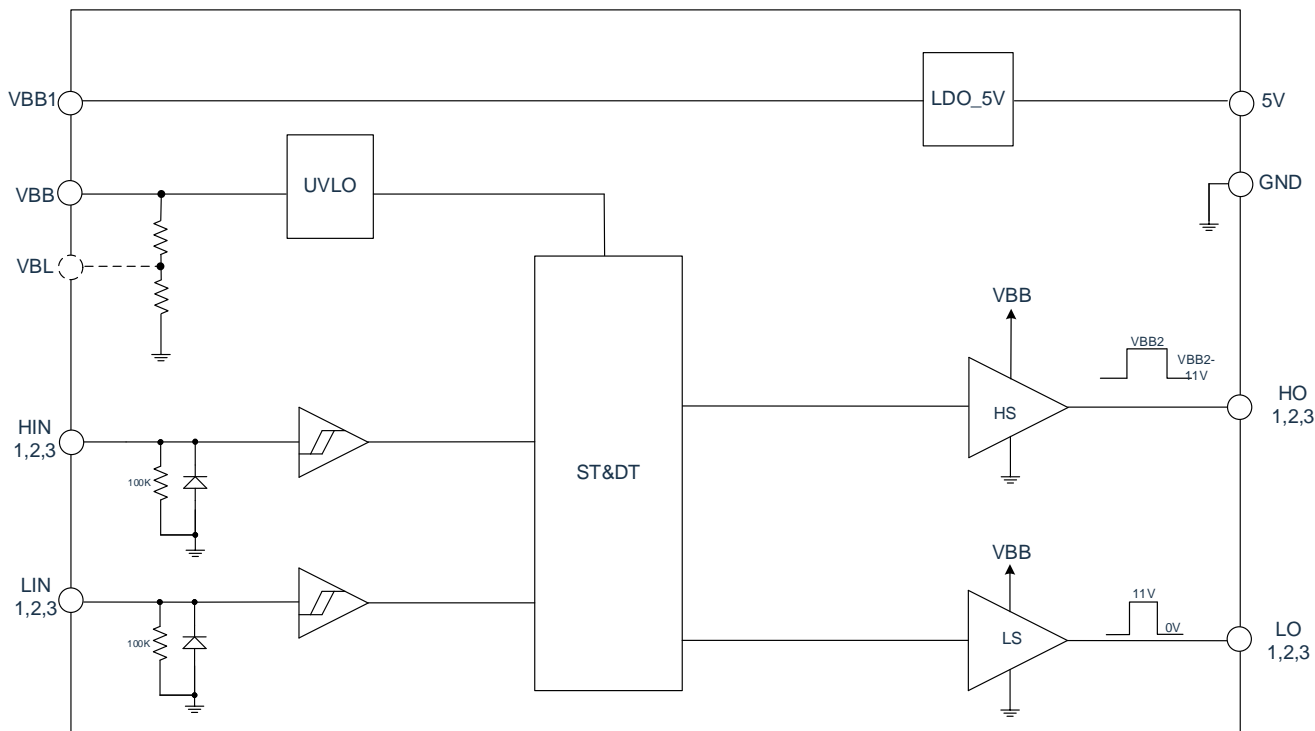 VBB1
LDO_5V
5V
VBB
UVLO
GND
VBL
VBB
VBB2
VBB2-
11V
HIN
1,2,3
100K
HS
HO
1,2,3
ST&DT
VBB
LIN
1,2,3
100K
LS
11V
0V
LO
1,2,3